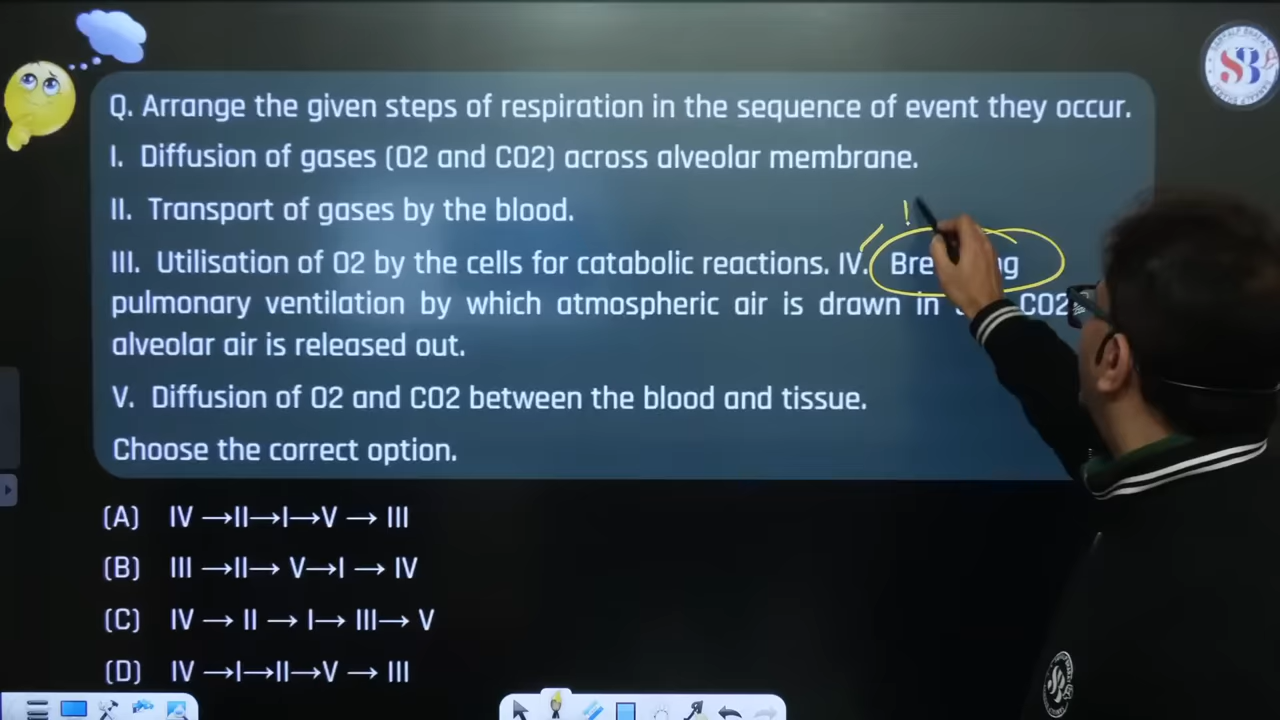 Q. Arrange the given steps of respiration in the sequence of event they occur.
I. Diffusion of gases (O2 and CO2) across alveolar membrane.
II. Transport of gases by the blood.
III. Utilisation of O2 by the cells for catabolic reactions. IV.
pulmonary ventilation by which atmospheric air is drawn in CO2
alveolar air is released out.
V. Diffusion of O2 and CO2 between the blood and tissue.
Choose the correct option.
(A) IV →II→I→V → III
(B) III →II→ V→I → IV
(C) IV → II → I→ III→ V
(D) IV →I→II→V → III
SB